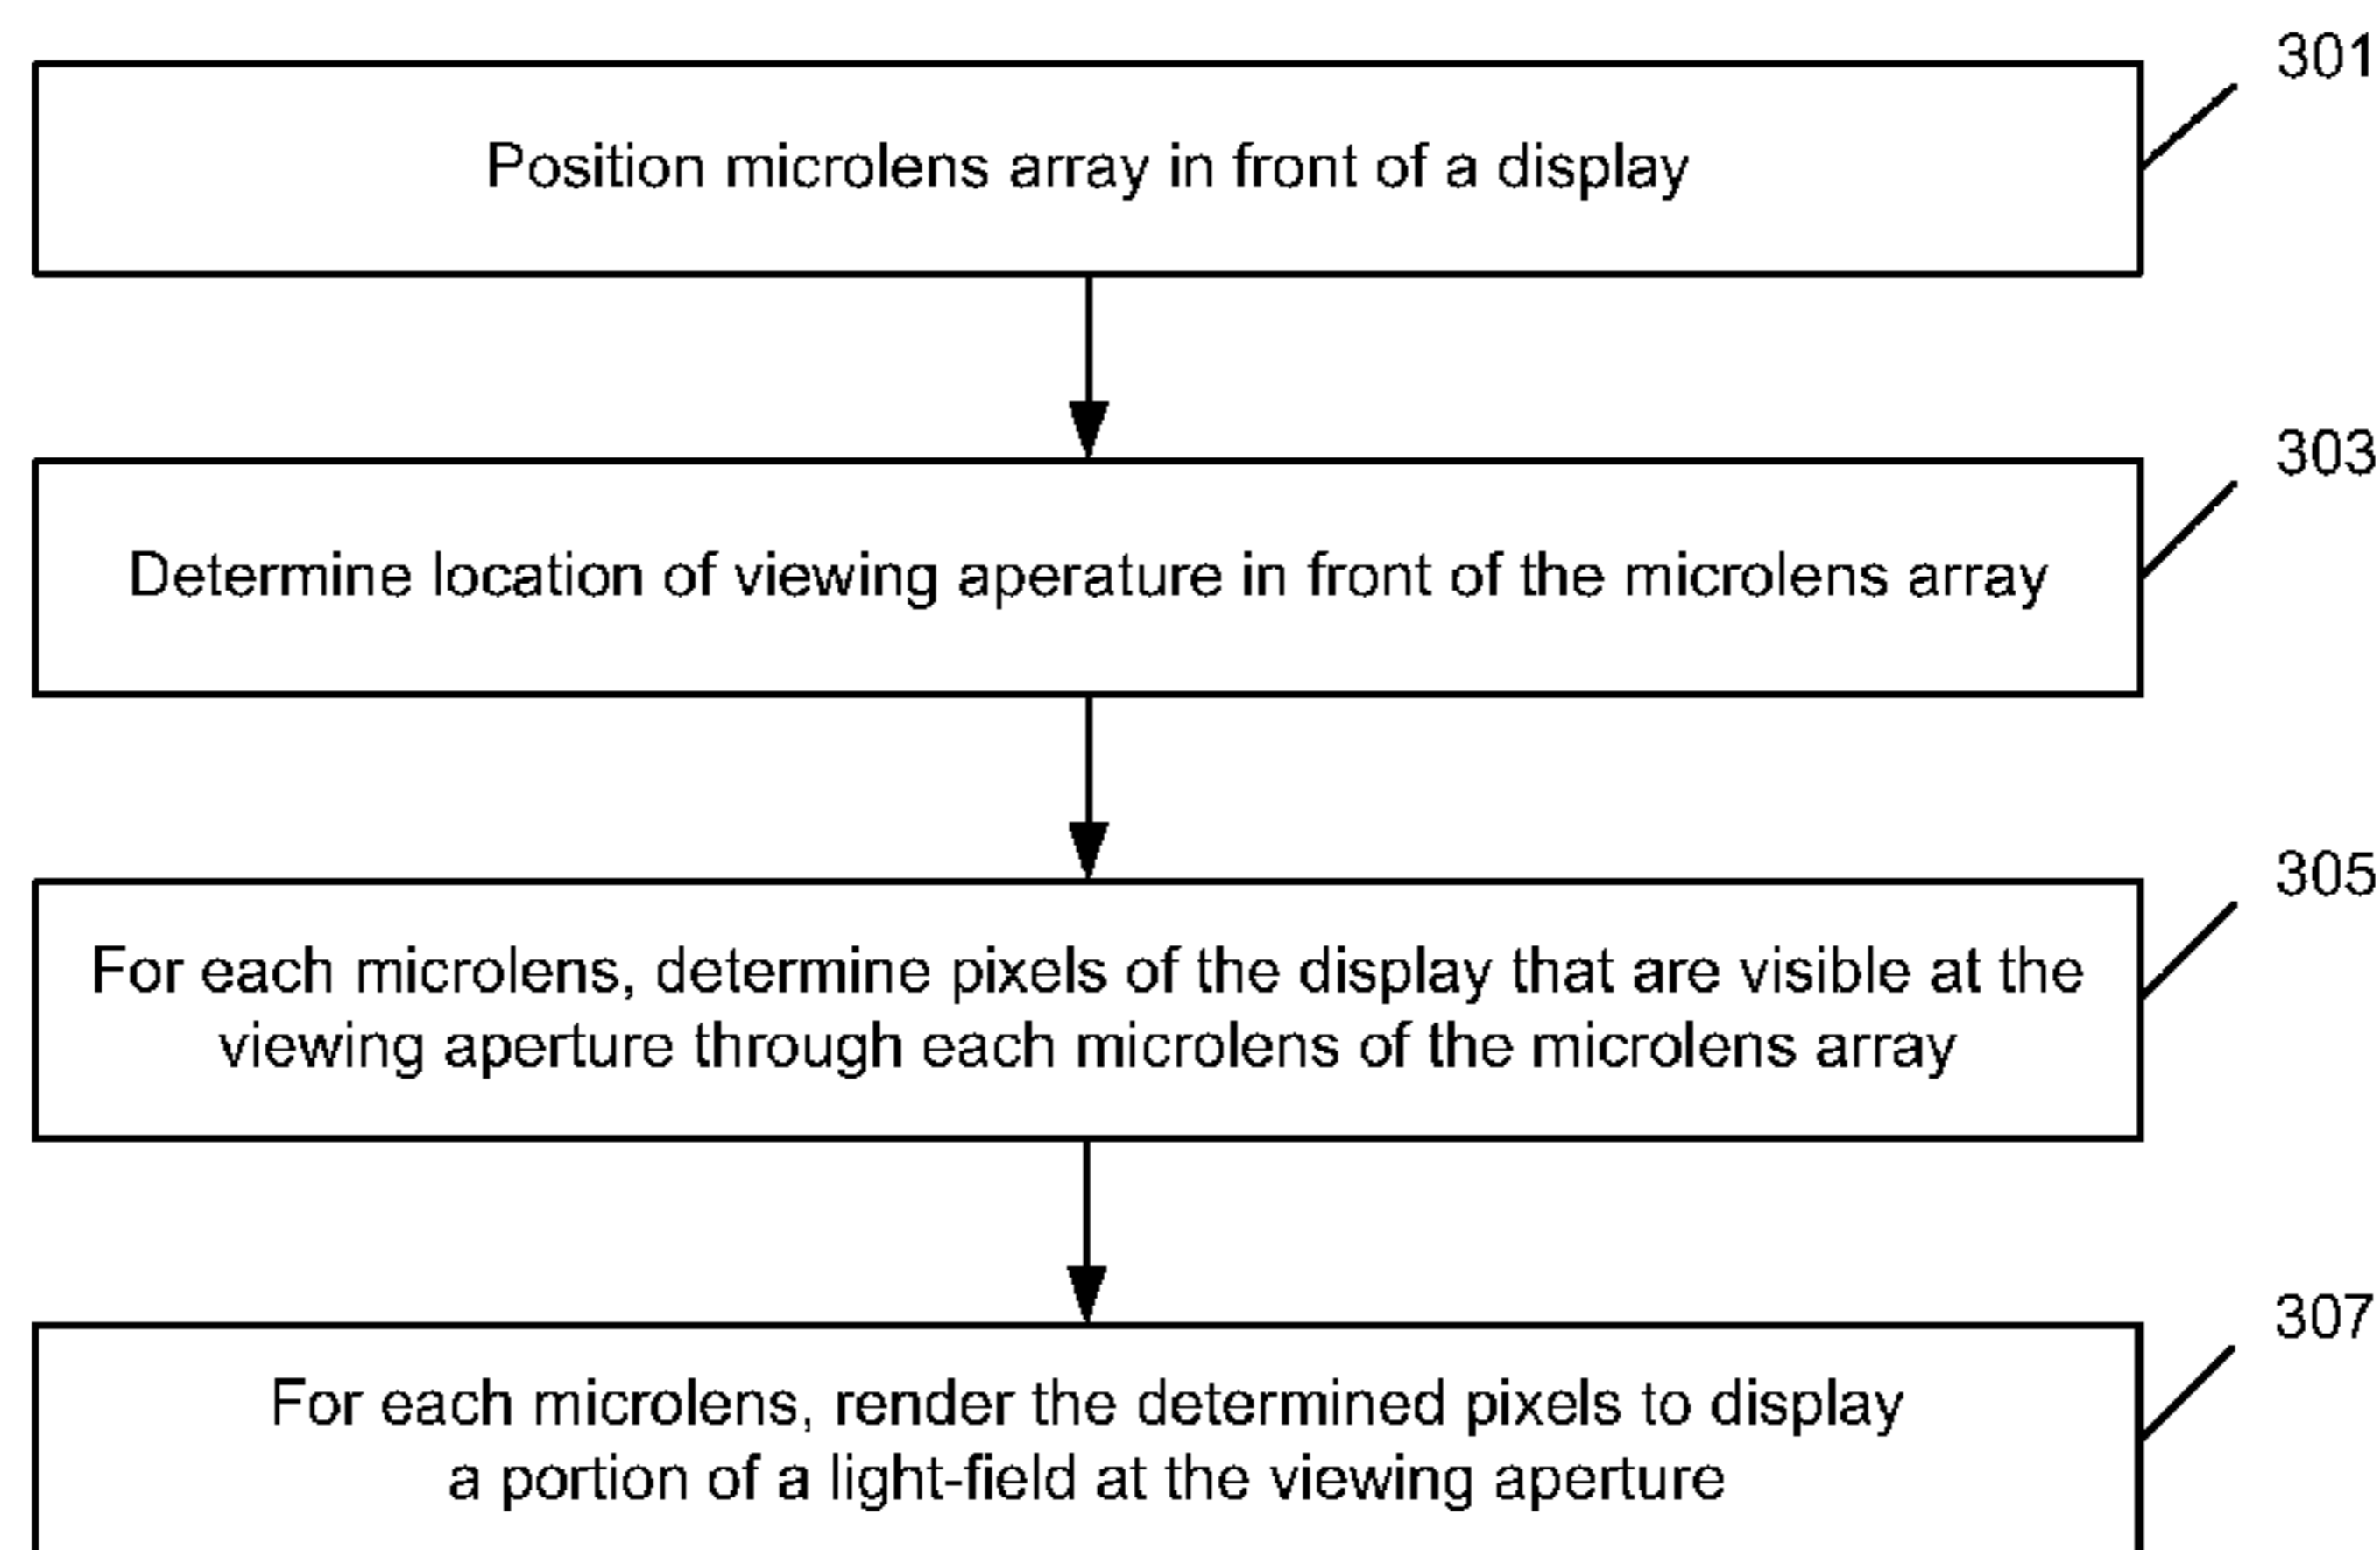 301
Position microlens array in front of a display
303
Determine location of viewing aperature in front of the microlens array
305
For each microlens, determine pixels of the display that are visible at the
viewing aperture through each microlens of the microlens array
307
For each microlens, render the determined pixels to display
a portion of a light-field at the viewing aperture